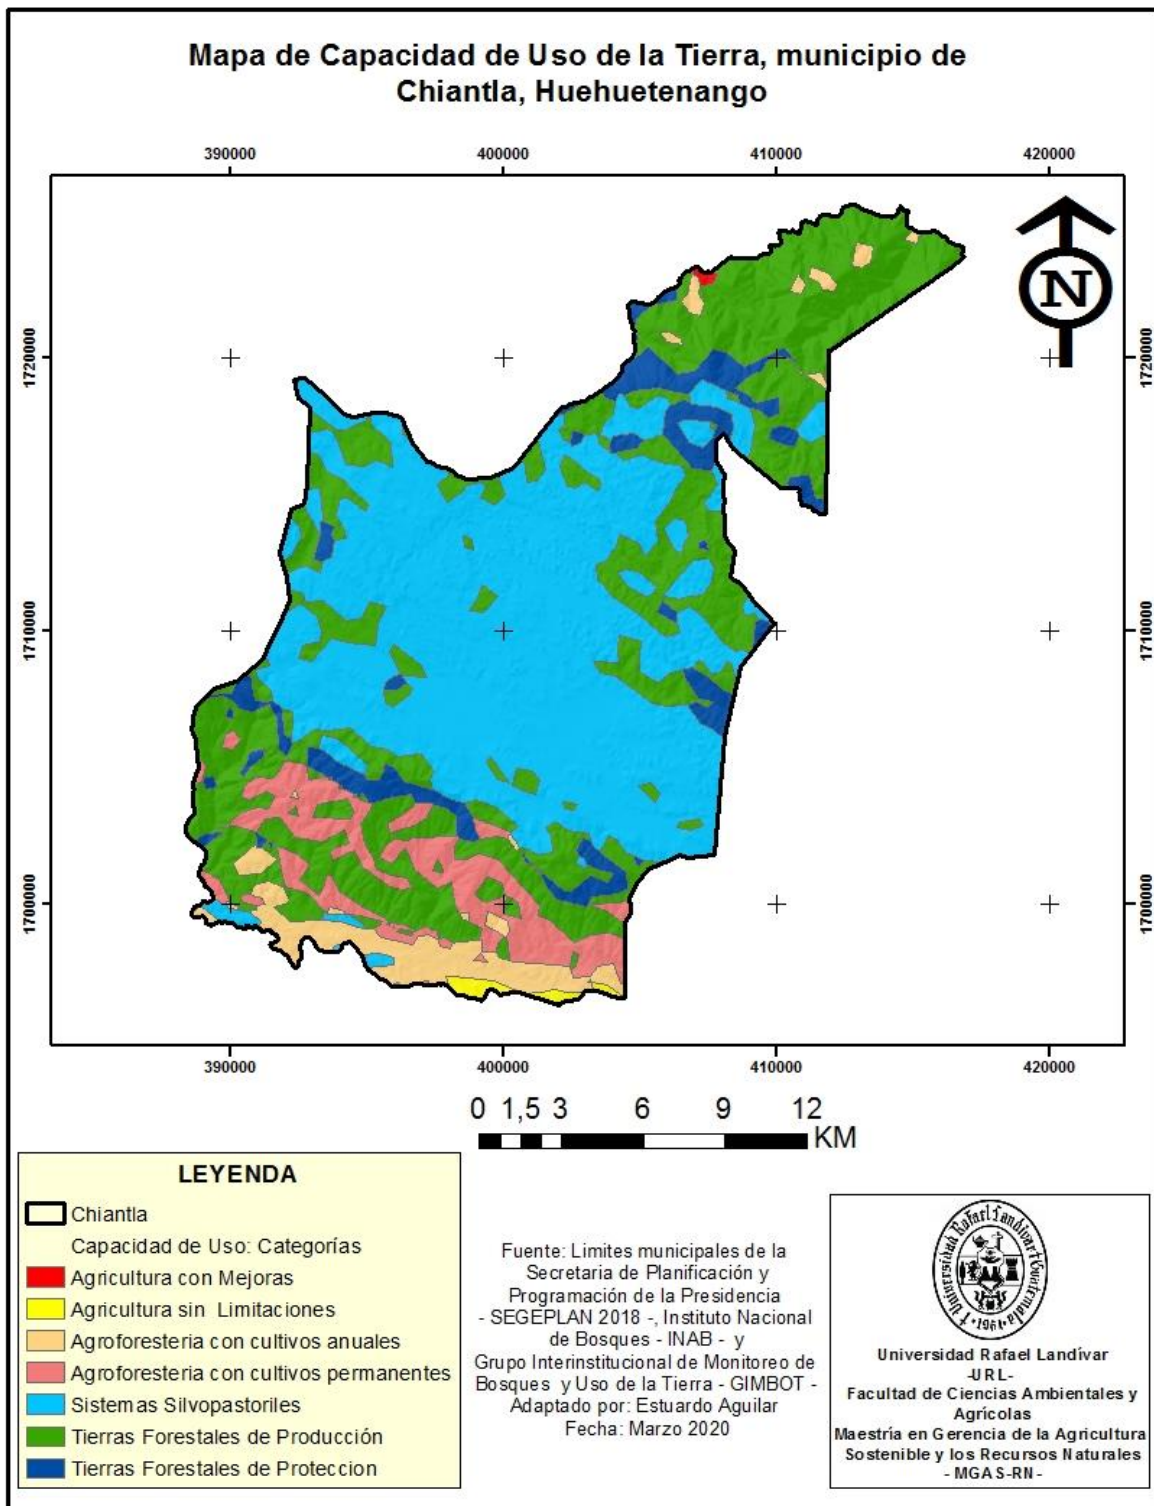 Mapa de Capacidad de Uso de la Tierra, municipio de
Chiantla, Huehuetenango
390000 400000 410000 420000
N
1720000 1720000
1710000 1710000
1700000 1700000
390000 400000 410000 420000
0 1,5 3 6 9 12
KM
LEYENDA
Chiantla
Capacidad de Uso: Categorías
Agricultura con Mejoras
Agricultura sin Limitaciones
Agroforesteria con cultivos anuales
Agroforesteria con cultivos permanentes
Sistemas Silvopastoriles
Tierras Forestales de Producción
Tierras Forestales de Proteccion
Fuente: Limites municipales de la
Secretaria de Planificación y
Programación de la Presidencia
- SEGEPLAN 2018 -, Instituto Nacional
de Bosques - INAB - y
Grupo Interinstitucional de Monitoreo de
Bosques y Uso de la Tierra - GIMBOT -
Adaptado por: Estuardo Aguilar
Fecha: Marzo 2020
Universidad Rafael Landívar Guatemala
1961
Universidad Rafael Landívar
-URL-
Facultad de Ciencias Ambientales y
Agrícolas
Maestría en Gerencia de la Agricultura
Sostenible y los Recursos Naturales
- MGAS-RN -